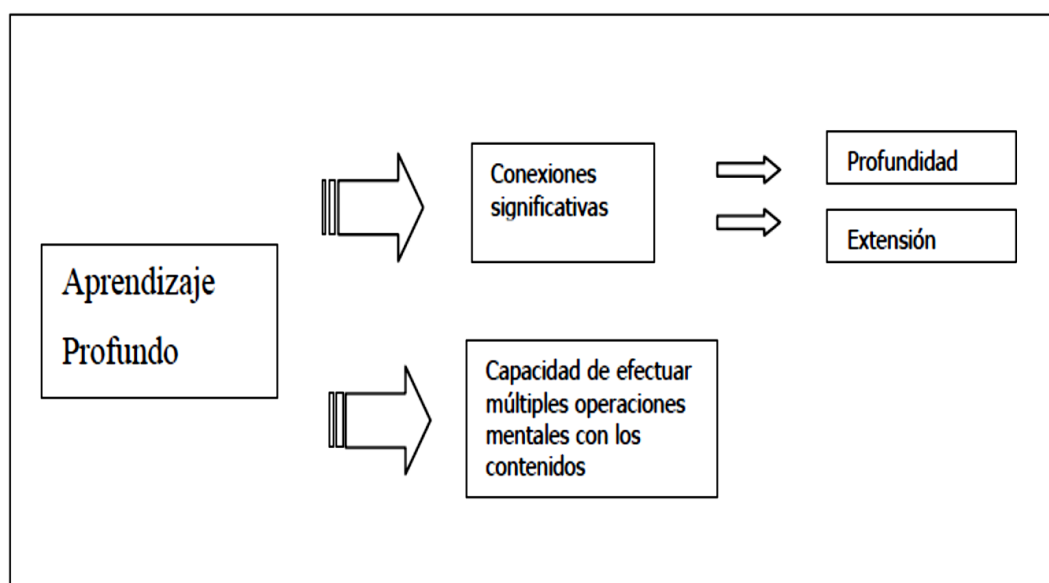 Aprendizaje
Profundo
Conexiones
significativas
Profundidad
Extensión
Capacidad de efectuar
múltiples operaciones
mentales con los
contenidos